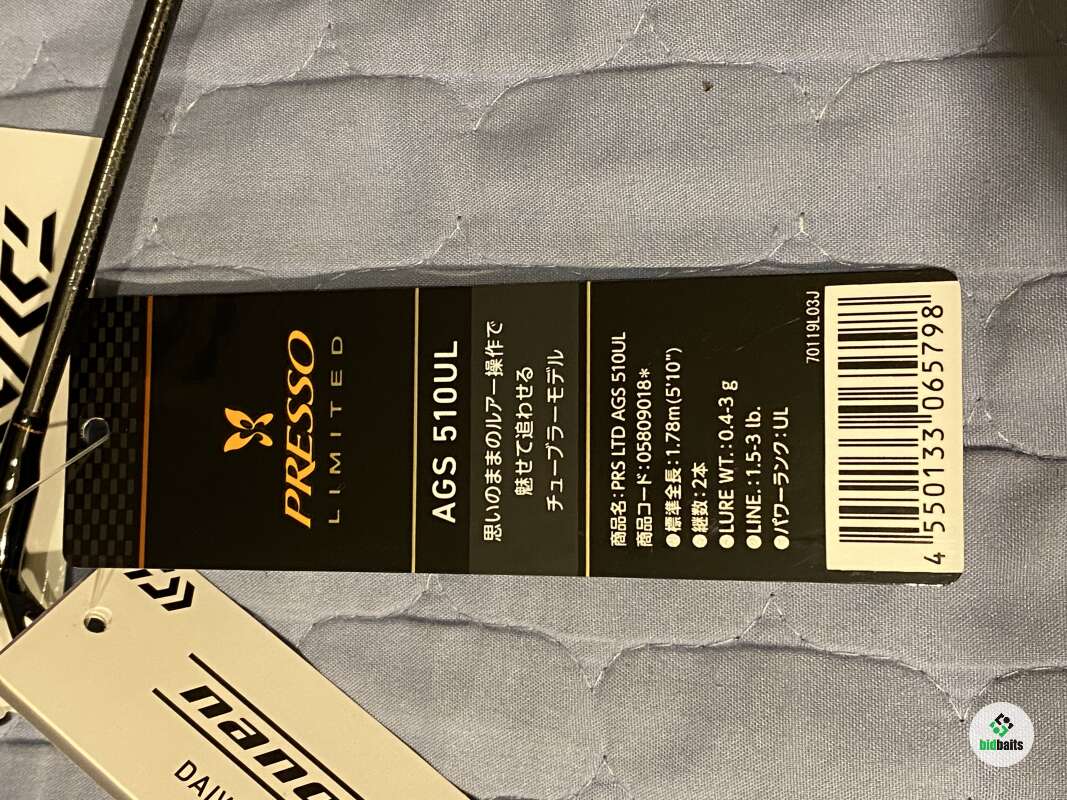 PRESSO
LIMITED
AGS 510UL
思いのままのルアー操作で
魅せて追わせる
チューブラーモデル
商品名:PRS LTD AGS 510UL
商品コード:05809018*
●標準全長:1.78m(5'10")
●継数:2本
●LURE WT.:0.4-3 g
●LINE.:1.5-3 lb.
●パワーランク:UL
70119L03J
4 550133 065798
nano
DAIW
bidbaits